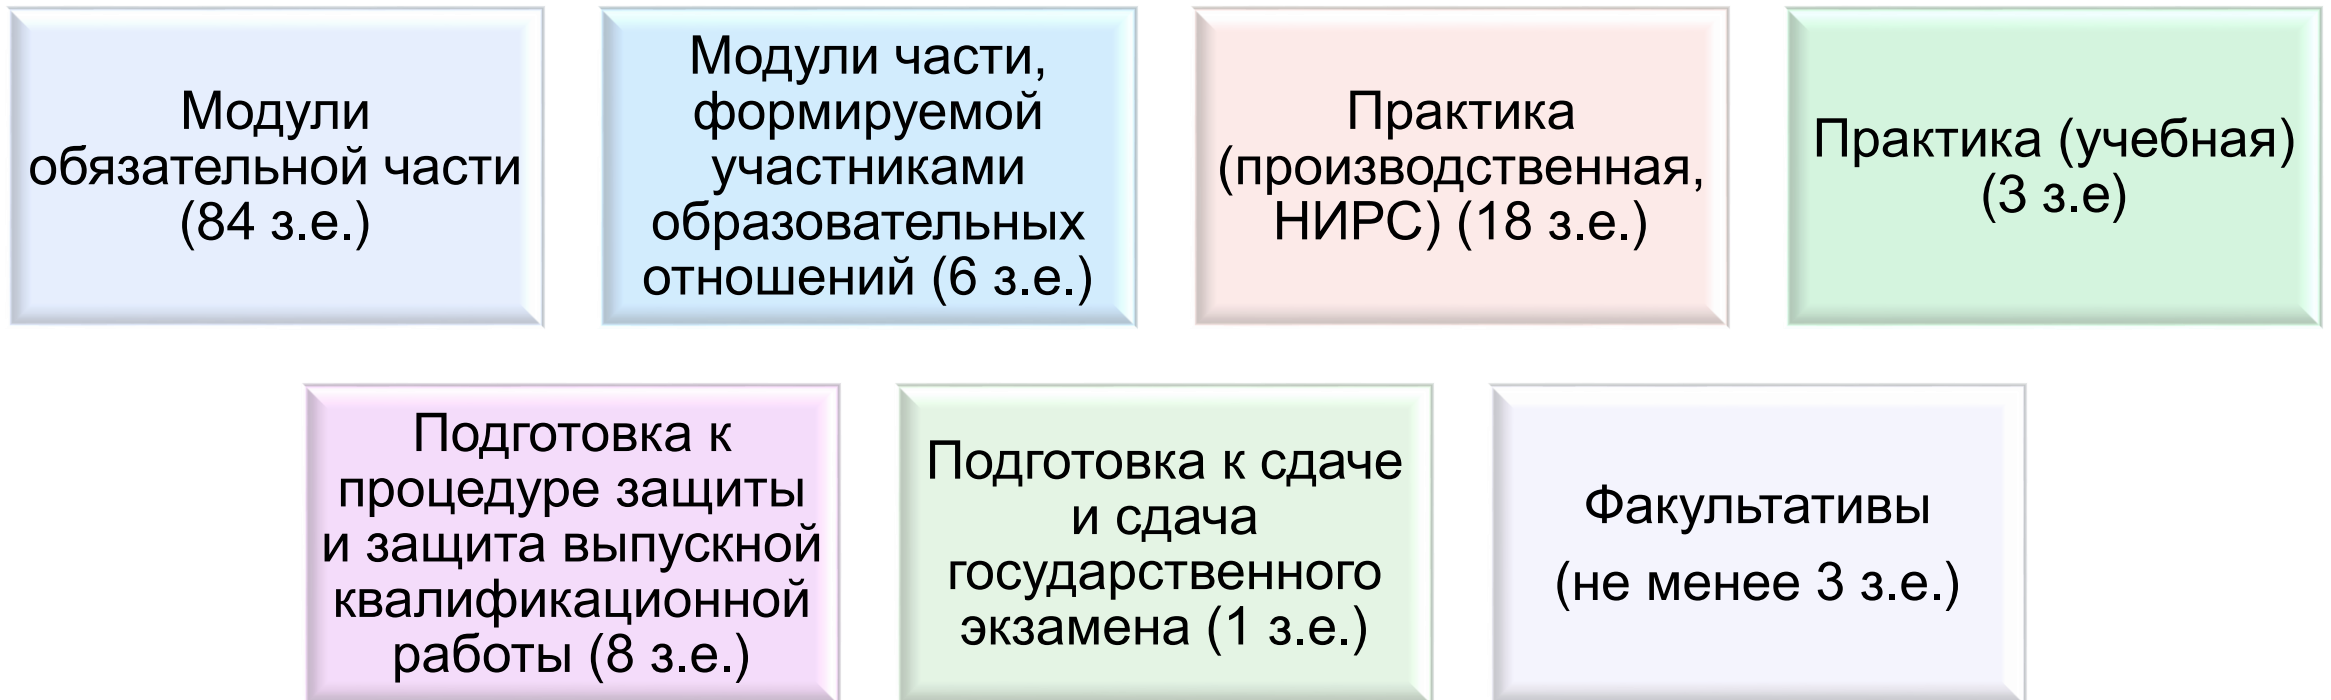 Модули
обязательной части
(84 з.е.)
Модули части,
формируемой
участниками
образовательных
отношений (6 з.е.)
Практика
(производственная,
НИРС) (18 з.е.)
Практика (учебная)
(3 з.е)
Подготовка к
процедуре защиты
и защита выпускной
квалификационной
работы (8 з.е.)
Подготовка к сдаче
и сдача
государственного
экзамена (1 з.е.)
Факультативы
(не менее 3 з.е.)